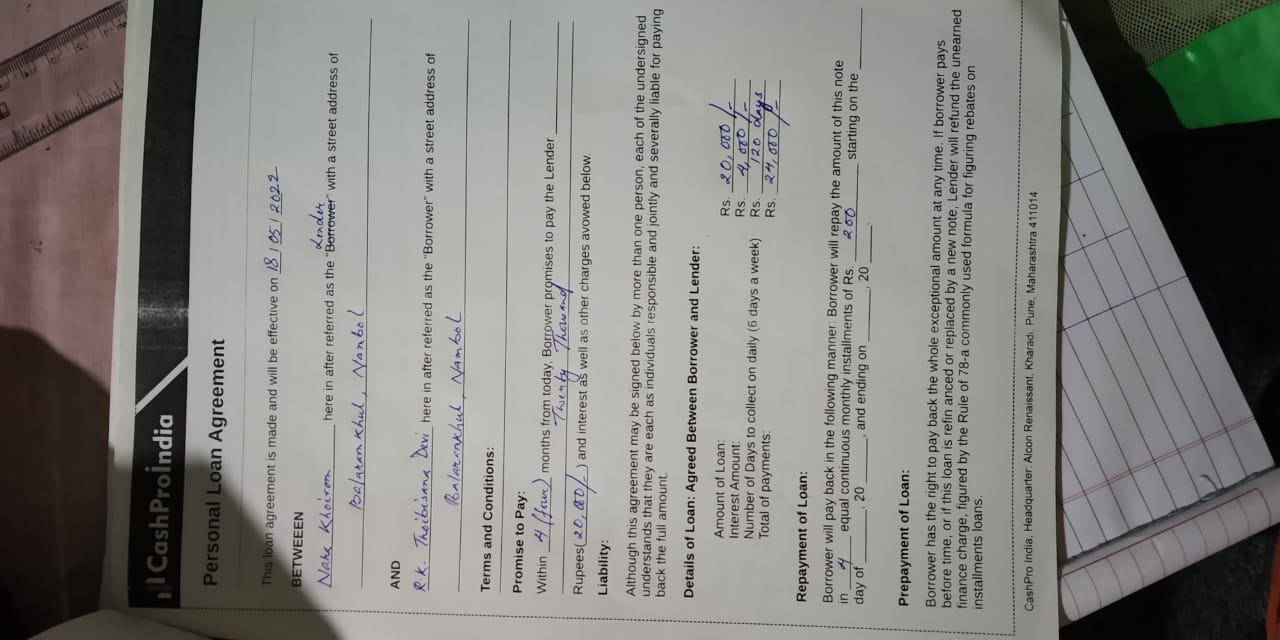 CashProindia
Personal Loan Agreement
This loan agreement is made and will be effective on 18/05/2022
BETWEEEN
Lender
Naha Khoirom here in after referred as the "Borrower" with a street address of
Balaramkhul, Nambol
AND
R.K. Thoibisana Devi here in after referred as the "Borrower" with a street address of
Balaramkhul, Nambol
Terms and Conditions:
Promise to Pay:
Within 4 (four) months from today, Borrower promises to pay the Lender
Twenty Thousand
Rupees(20,000/-) and interest as well as other charges avowed below.
Liability:
Although this agreement may be signed below by more than one person, each of the undersigned
understands that they are each as individuals responsible and jointly and severally liable for paying
back the full amount.
Details of Loan: Agreed Between Borrower and Lender:
Amount of Loan: Rs. 20,000/-
Interest Amount: Rs. 4,000/-
Number of Days to collect on daily (6 days a week) Rs. 120 days
Total of payments: Rs. 24,000/-
Repayment of Loan:
Borrower will pay back in the following manner: Borrower will repay the amount of this note
in 4 equal continuous monthly installments of Rs. 200 starting on the
day of , 20 , and ending on , 20 .
Prepayment of Loan:
Borrower has the right to pay back the whole exceptional amount at any time. If borrower pays
before time, or if this loan is refin anced or replaced by a new note, Lender will refund the unearned
finance charge, figured by the Rule of 78-a commonly used formula for figuring rebates on
installments loans.
CashPro India, Headquarter: Alcon Renaissant, Kharadi, Pune, Maharashtra 411014